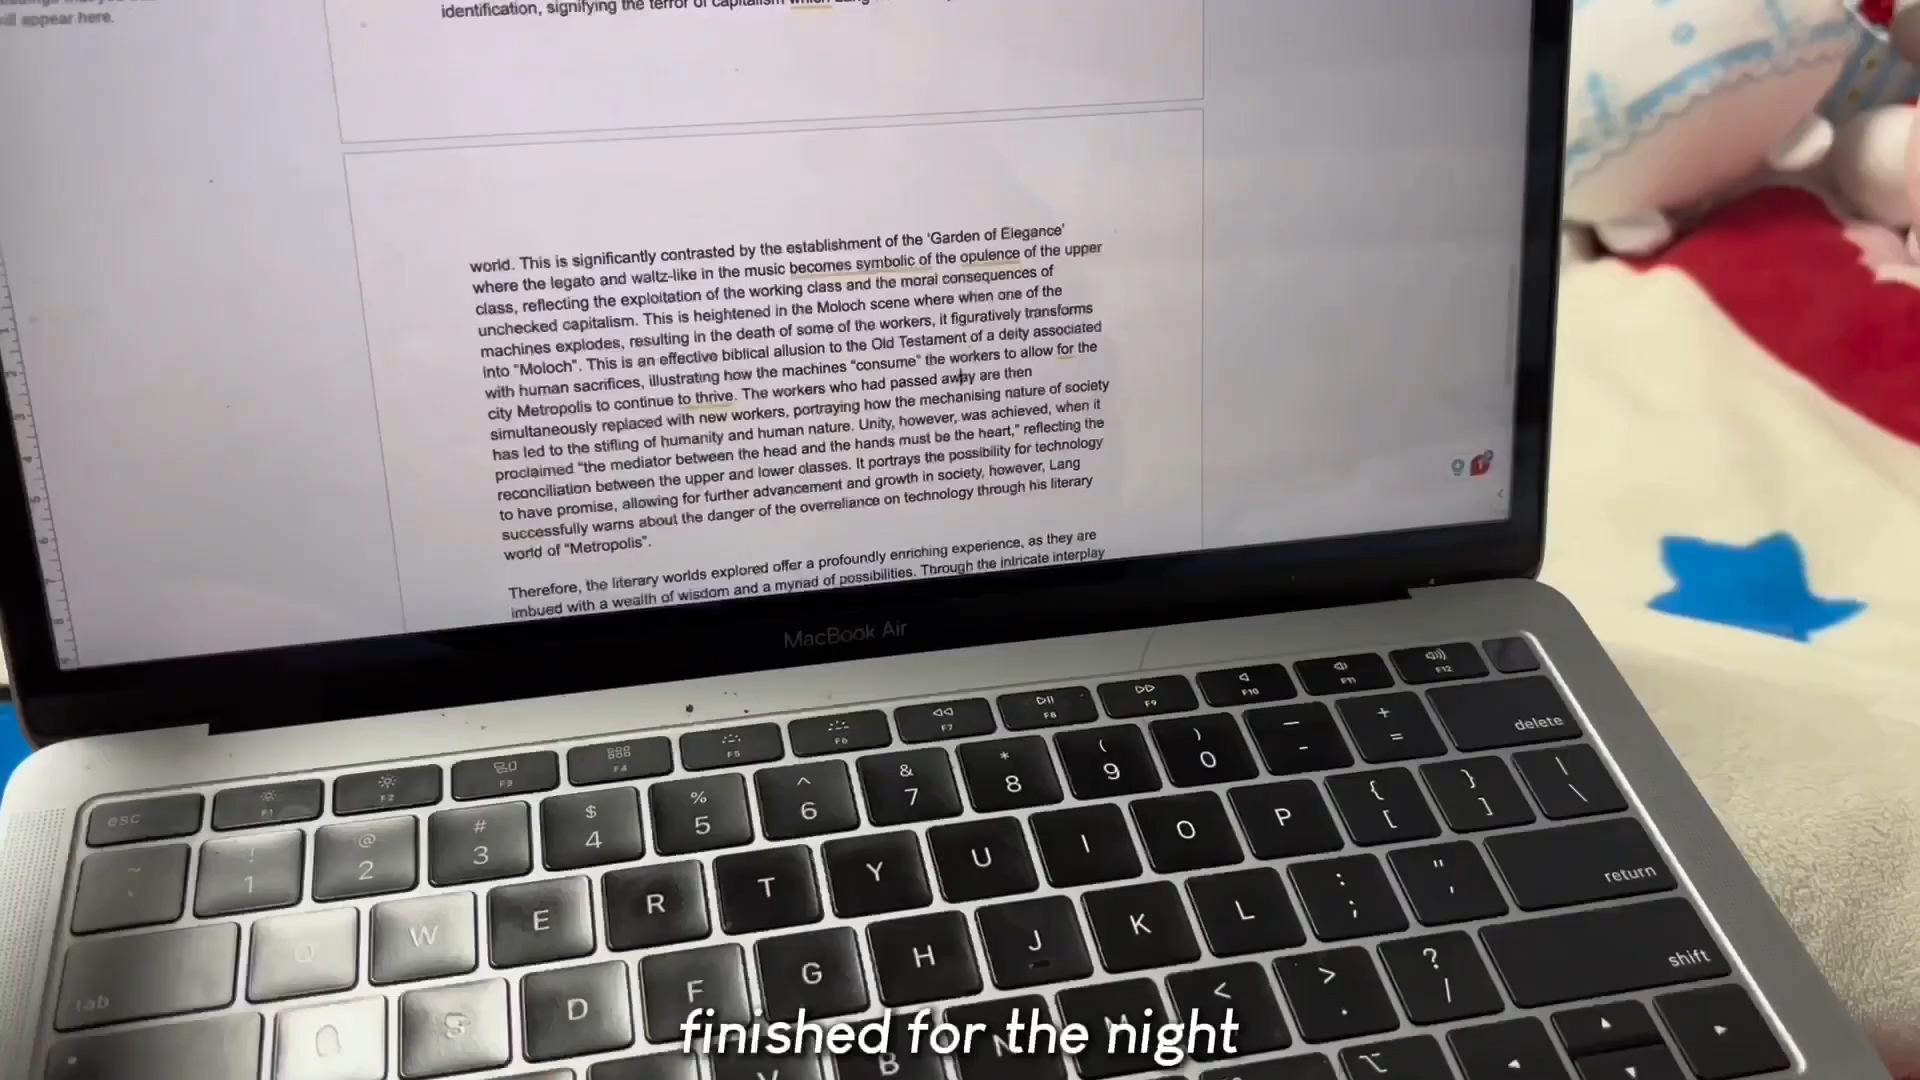 will appear here.
identification, signifying the terror of capitalism which
world. This is significantly contrasted by the establishment of the 'Garden of Elegance'
where the legato and waltz-like in the music becomes symbolic of the opulence of the upper
class, reflecting the exploitation of the working class and the moral consequences of
unchecked capitalism. This is heightened in the Moloch scene where when one of the
machines explodes, resulting in the death of some of the workers, it figuratively transforms
into "Moloch". This is an effective biblical allusion to the Old Testament of a deity associated
with human sacrifices, illustrating how the machines "consume" the workers to allow for the
city Metropolis to continue to thrive. The workers who had passed away are then
simultaneously replaced with new workers, portraying how the mechanising nature of society
has led to the stifling of humanity and human nature. Unity, however, was achieved, when it
proclaimed "the mediator between the head and the hands must be the heart," reflecting the
reconciliation between the upper and lower classes. It portrays the possibility for technology
to have promise, allowing for further advancement and growth in society, however, Lang
successfully warns about the danger of the overreliance on technology through his literary
world of "Metropolis".
Therefore, the literary worlds explored offer a profoundly enriching experience, as they are
imbued with a wealth of wisdom and a myriad of possibilities. Through the intricate interplay
MacBook Air
esc F1 F2 F3 F4 F5 F6 F7 F8 F9 F10 F11 F12
~ ` ! 1 @ 2 # 3 $ 4 % 5 ^ 6 & 7 * 8 ( 9 ) 0 _ - + = delete
tab Q W E R T Y U I O P { [ } ] | \
A S D F G H J K L : ; " ' return
V B N M < > . ? / shift
finished for the night